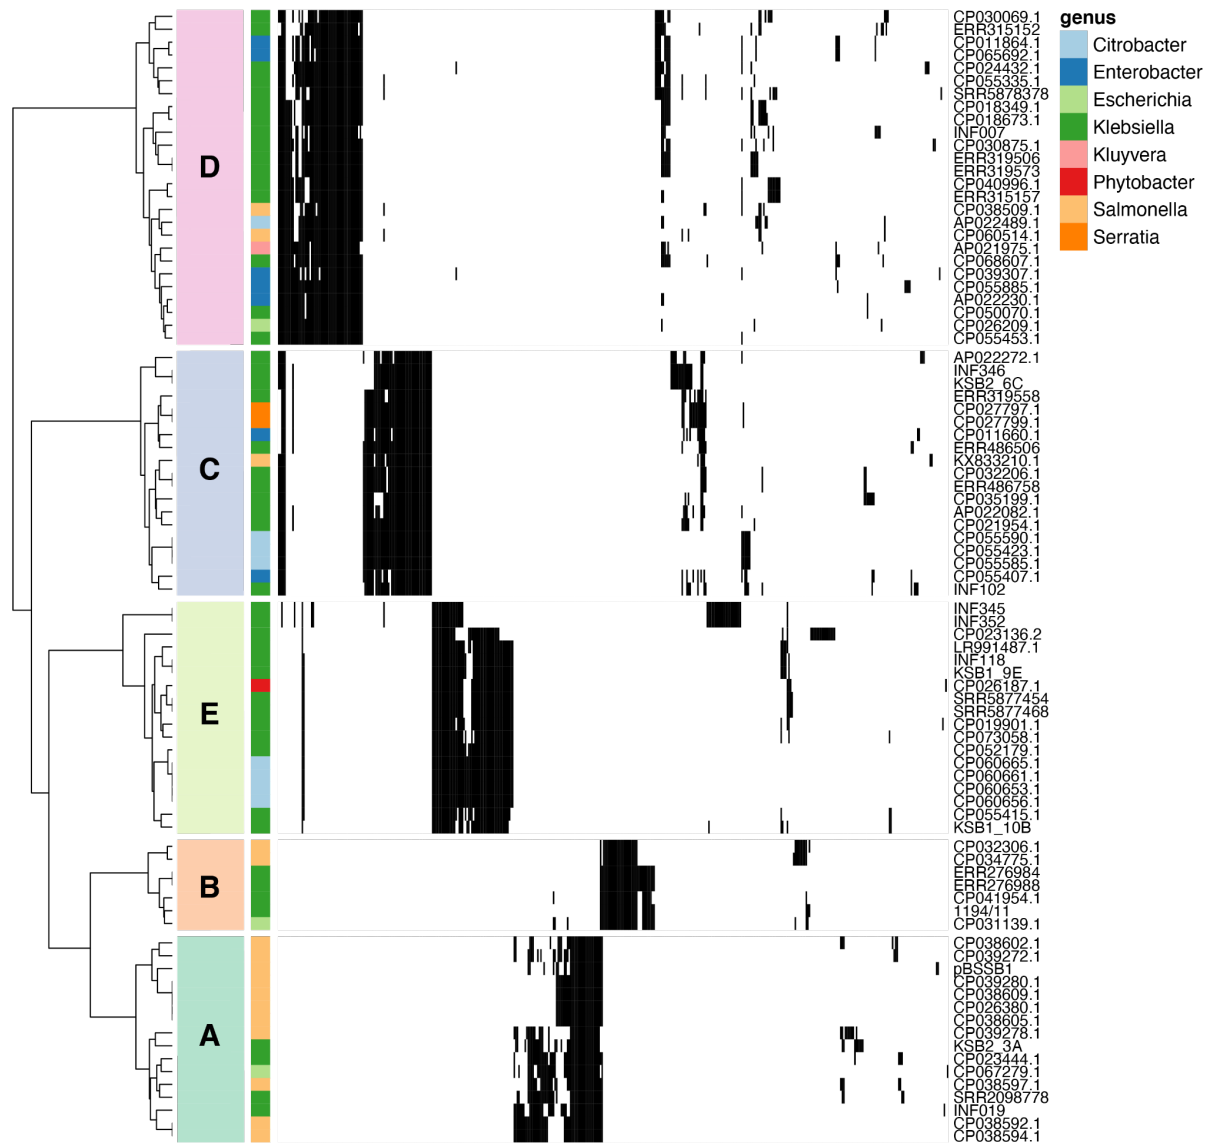 CP030069.1
ERR315152
CP011864.1
CP065692.1
CP024432.1
CP055335.1
SRR5878378
CP018349.1
CP018673.1
INF007
CP030875.1
ERR319506
ERR319573
CP040996.1
ERR315157
CP038509.1
AP022489.1
CP060514.1
AP021975.1
CP068607.1
CP039307.1
CP055885.1
AP022230.1
CP050070.1
CP026209.1
CP055453.1
D
AP022272.1
INF346
KSB2_6C
ERR319558
CP027797.1
CP027799.1
CP011660.1
ERR486506
KX833210.1
CP032206.1
ERR486758
CP035199.1
AP022082.1
CP021954.1
CP055590.1
CP055423.1
CP055585.1
CP055407.1
INF102
C
INF345
INF352
CP023136.2
LR991487.1
INF118
KSB1_9E
CP026187.1
SRR5877454
SRR5877468
CP019901.1
CP073058.1
CP052179.1
CP060665.1
CP060661.1
CP060653.1
CP060656.1
CP055415.1
KSB1_10B
E
CP032306.1
CP034775.1
ERR276984
ERR276988
CP041954.1
1194/11
CP031139.1
B
CP038602.1
CP039272.1
pBSSB1
CP039280.1
CP038609.1
CP026380.1
CP038605.1
CP039278.1
KSB2_3A
CP023444.1
CP067279.1
CP038597.1
SRR2098778
INF019
CP038592.1
CP038594.1
A
genus
Citrobacter
Enterobacter
Escherichia
Klebsiella
Kluyvera
Phytobacter
Salmonella
Serratia